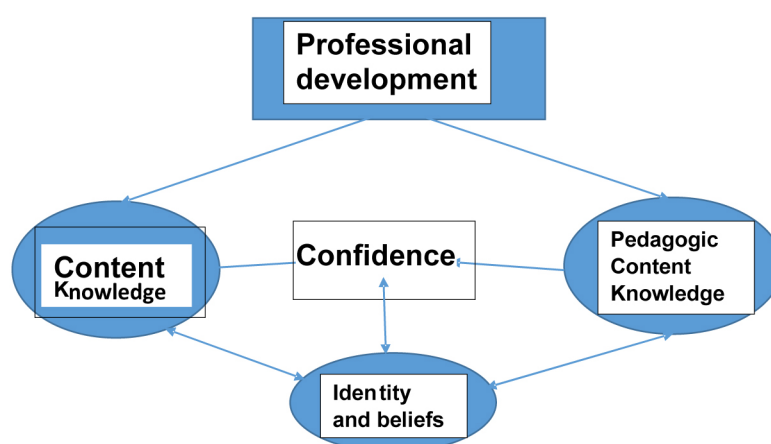 Professional
development
Content
Knowledge
Confidence
Pedagogic
Content
Knowledge
Identity
and beliefs